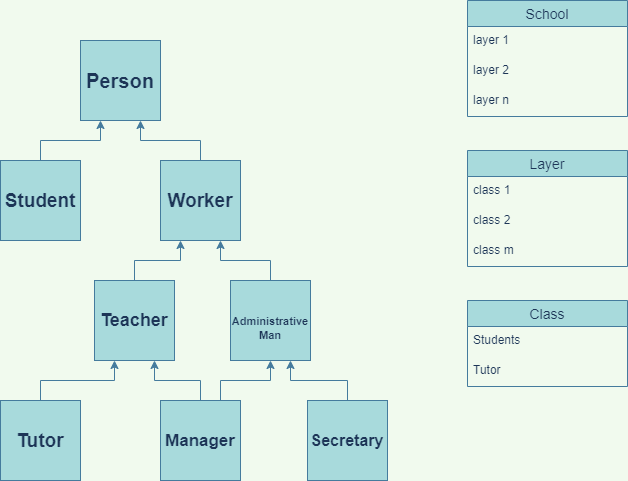 Person
Student
Worker
Teacher
Administrative
Man
Tutor
Manager
Secretary
School
layer 1
layer 2
layer n
Layer
class 1
class 2
class m
Class
Students
Tutor